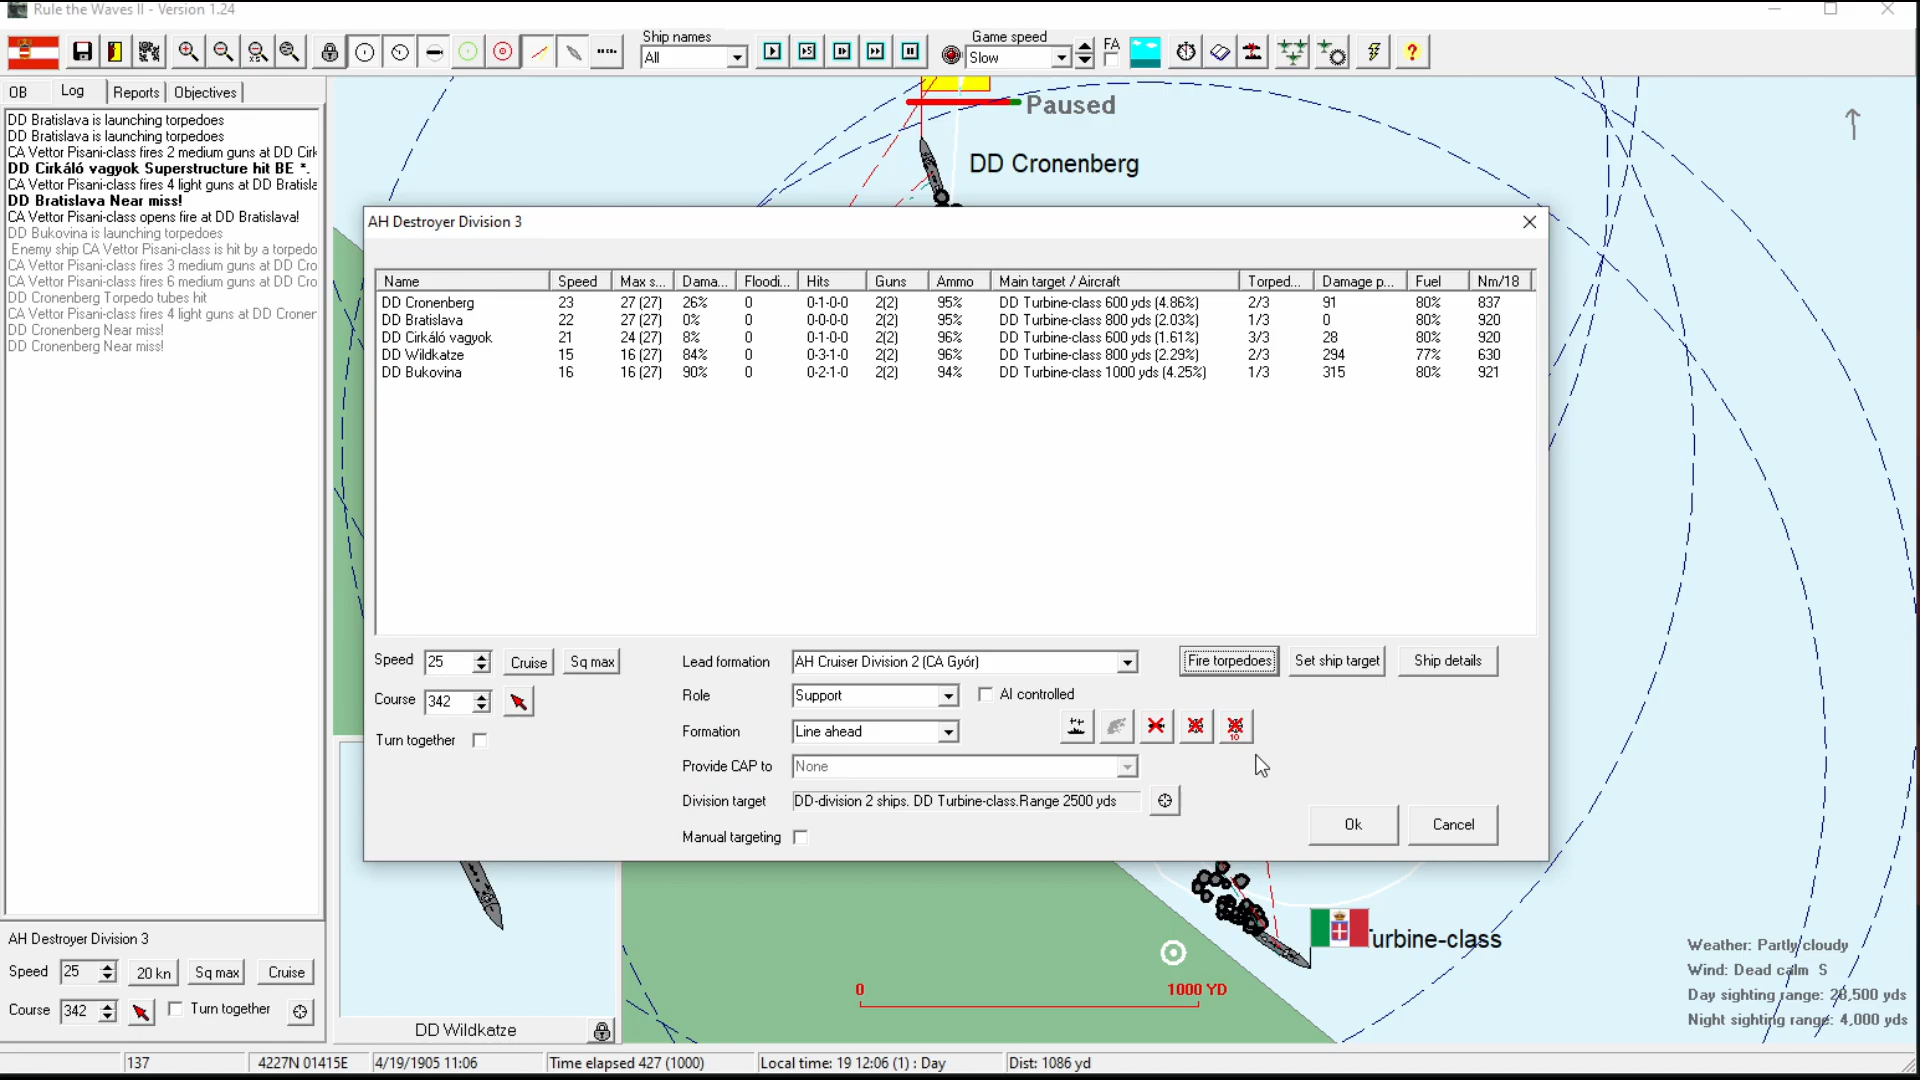 Rule the Waves II - Version 1.24
Ship names
All
Game speed
Slow
FA
OB
Log
Reports
Objectives
DD Bratislava is launching torpedoes
DD Bratislava is launching torpedoes
CA Vettor Pisani-class fires 2 medium guns at DD Cirk
DD Cirkáló vagyok Superstructure hit BE *.
CA Vettor Pisani-class fires 4 light guns at DD Bratisla
DD Bratislava Near miss!
CA Vettor Pisani-class opens fire at DD Bratislava!
DD Bukovina is launching torpedoes
Enemy ship CA Vettor Pisani-class is hit by a torpedo
CA Vettor Pisani-class fires 3 medium guns at DD Cro
CA Vettor Pisani-class fires 6 medium guns at DD Cro
DD Cronenberg Torpedo tubes hit
CA Vettor Pisani-class fires 4 light guns at DD Croner
DD Cronenberg Near miss!
DD Cronenberg Near miss!
Paused
DD Cronenberg
AH Destroyer Division 3
Name Speed Max s... Dama... Floodi... Hits Guns Ammo Main target / Aircraft Torped... Damage p... Fuel Nm/18
DD Cronenberg 23 27 (27) 26% 0 0-1-0-0 2(2) 95% DD Turbine-class 600 yds (4.86%) 2/3 91 80% 837
DD Bratislava 22 27 (27) 0% 0 0-0-0-0 2(2) 95% DD Turbine-class 800 yds (2.03%) 1/3 0 80% 920
DD Cirkáló vagyok 21 24 (27) 8% 0 0-1-0-0 2(2) 96% DD Turbine-class 600 yds (1.61%) 3/3 28 80% 920
DD Wildkatze 15 16 (27) 84% 0 0-3-1-0 2(2) 96% DD Turbine-class 800 yds (2.29%) 2/3 294 77% 630
DD Bukovina 16 16 (27) 90% 0 0-2-1-0 2(2) 94% DD Turbine-class 1000 yds (4.25%) 1/3 315 80% 921
Speed 25 Cruise Sq max
Course 342
Turn together
Lead formation AH Cruiser Division 2 (CA Győr)
Role Support AI controlled
Formation Line ahead
10
Provide CAP to None
Division target DD-division 2 ships. DD Turbine-class.Range 2500 yds
Manual targeting
Fire torpedoes Set ship target Ship details
Ok Cancel
Turbine-class
0 1000 YD
Weather: Partly cloudy
Wind: Dead calm S
Day sighting range: 28,500 yds
Night sighting range: 4,000 yds
AH Destroyer Division 3
Speed 25 20 kn Sq max Cruise
Course 342 Turn together
DD Wildkatze
137 4227N 01415E 4/19/1905 11:06 Time elapsed 427 (1000) Local time: 19 12:06 (1) : Day Dist: 1086 yd